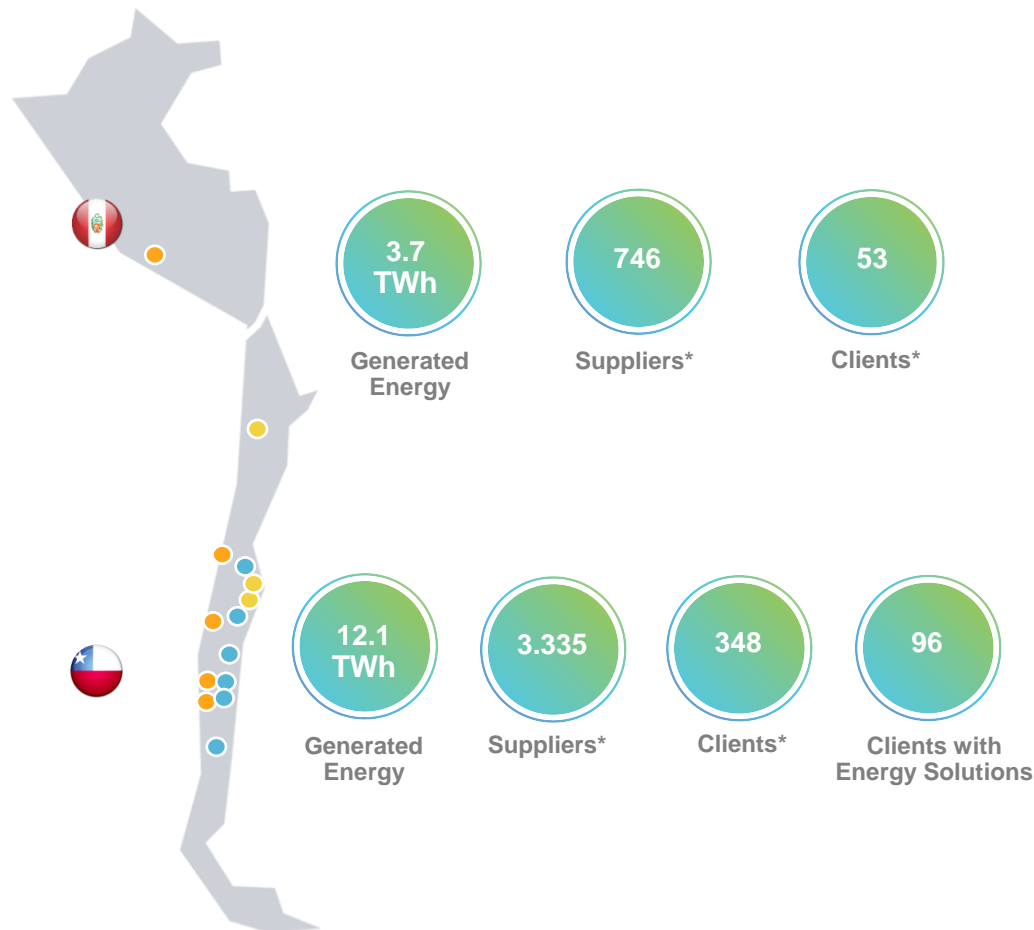 3.7
TWh
746
53
Generated
Energy
Suppliers*
Clients*
12.1
TWh
3.335
348
96
Generated
Energy
Suppliers*
Clients*
Clients with
Energy Solutions